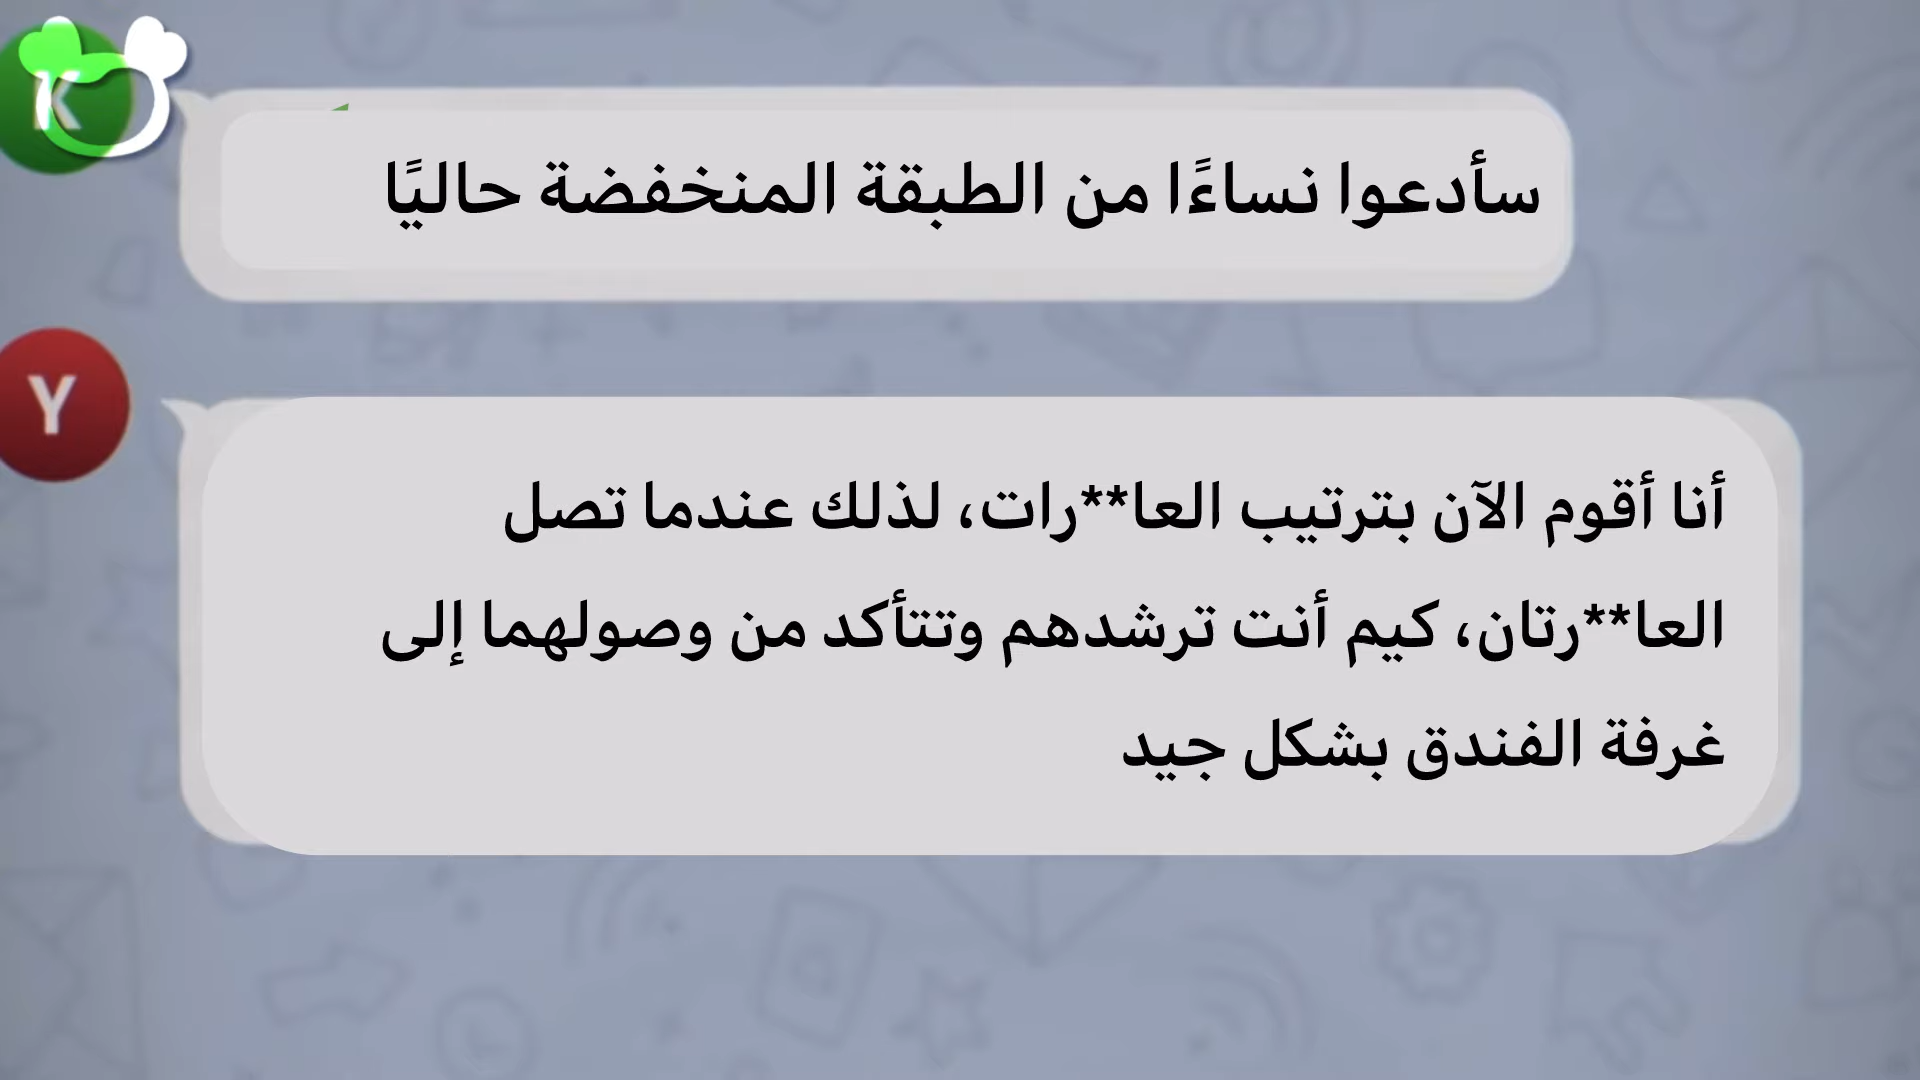 K
سأدعوا نساءًا من الطبقة المنخفضة حاليًا
Y
أنا أقوم الآن بترتيب العا**رات، لذلك عندما تصل
العا**رتان، كيم أنت ترشدهم وتتأكد من وصولهما إلى
غرفة الفندق بشكل جيد